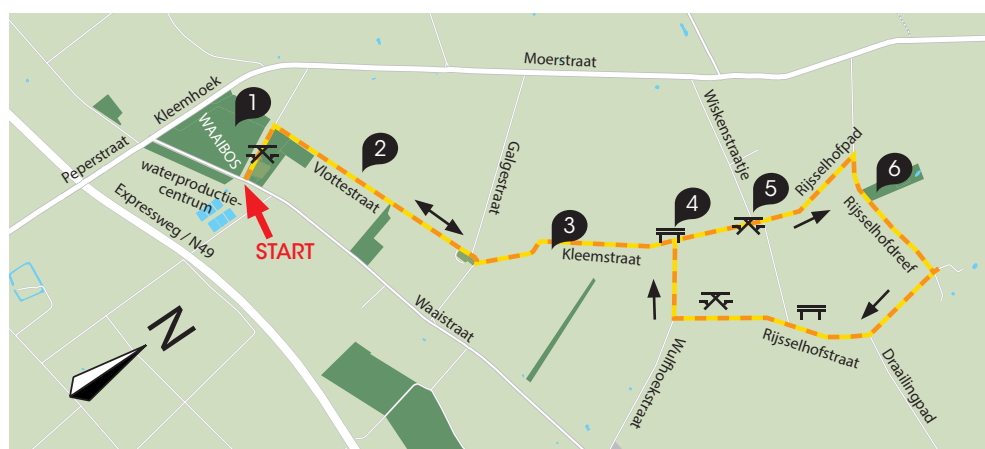 Moerstraat
Kleemhoek
Peperstraat
1
WAAIBOS
waterproductie-
centrum
Expressweg / N49
START
2
Vlottestraat
Galgestraat
Waaistraat
3
Kleemstraat
4
Wiskenstraatje
5
Rijsselhofpad
6
Rijsselhofdreef
Rijsselhofstraat
Wulfhoekstraat
Draailingpad
N